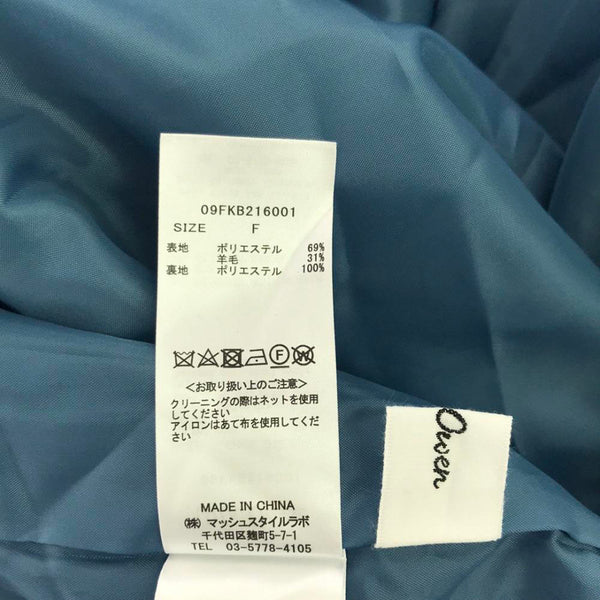 09FKB216001
SIZE F
表地 ポリエステル 69%
羊毛 31%
裏地 ポリエステル 100%
F W
<お取り扱い上のご注意>
クリーニングの際はネットを使用
してください
アイロンはあて布を使用して
ください
MADE IN CHINA
(株) マッシュスタイルラボ
千代田区麹町5-7-1
TEL 03-5778-4105
Owen